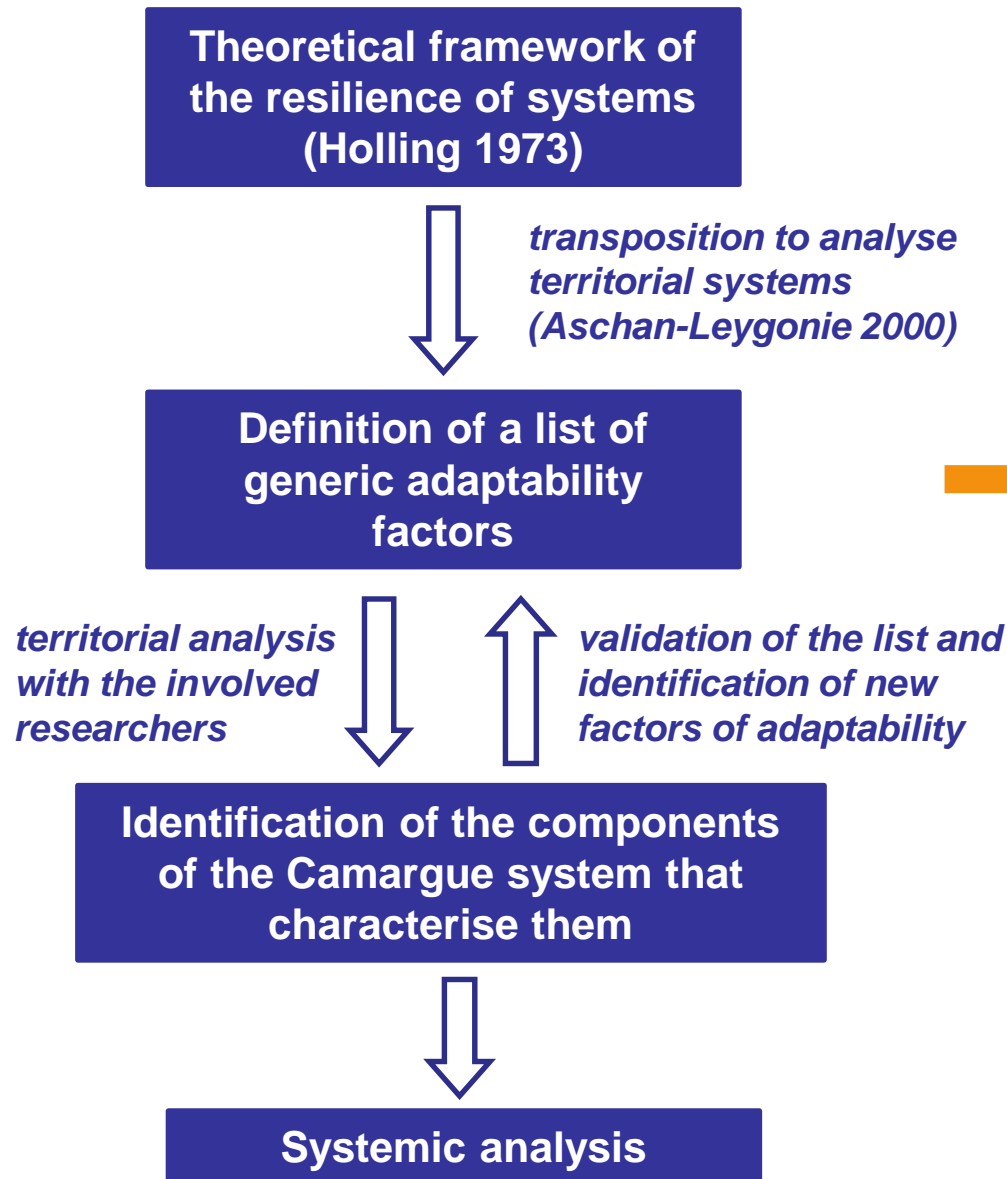 Theoretical framework of
the resilience of systems
(Holling 1973)
transposition to analyse
territorial systems
(Aschan-Leygonie 2000)
Definition of a list of
generic adaptability
factors
territorial analysis
with the involved
researchers
validation of the list and
identification of new
factors of adaptability
Identification of the components
of the Camargue system that
characterise them
Systemic analysis